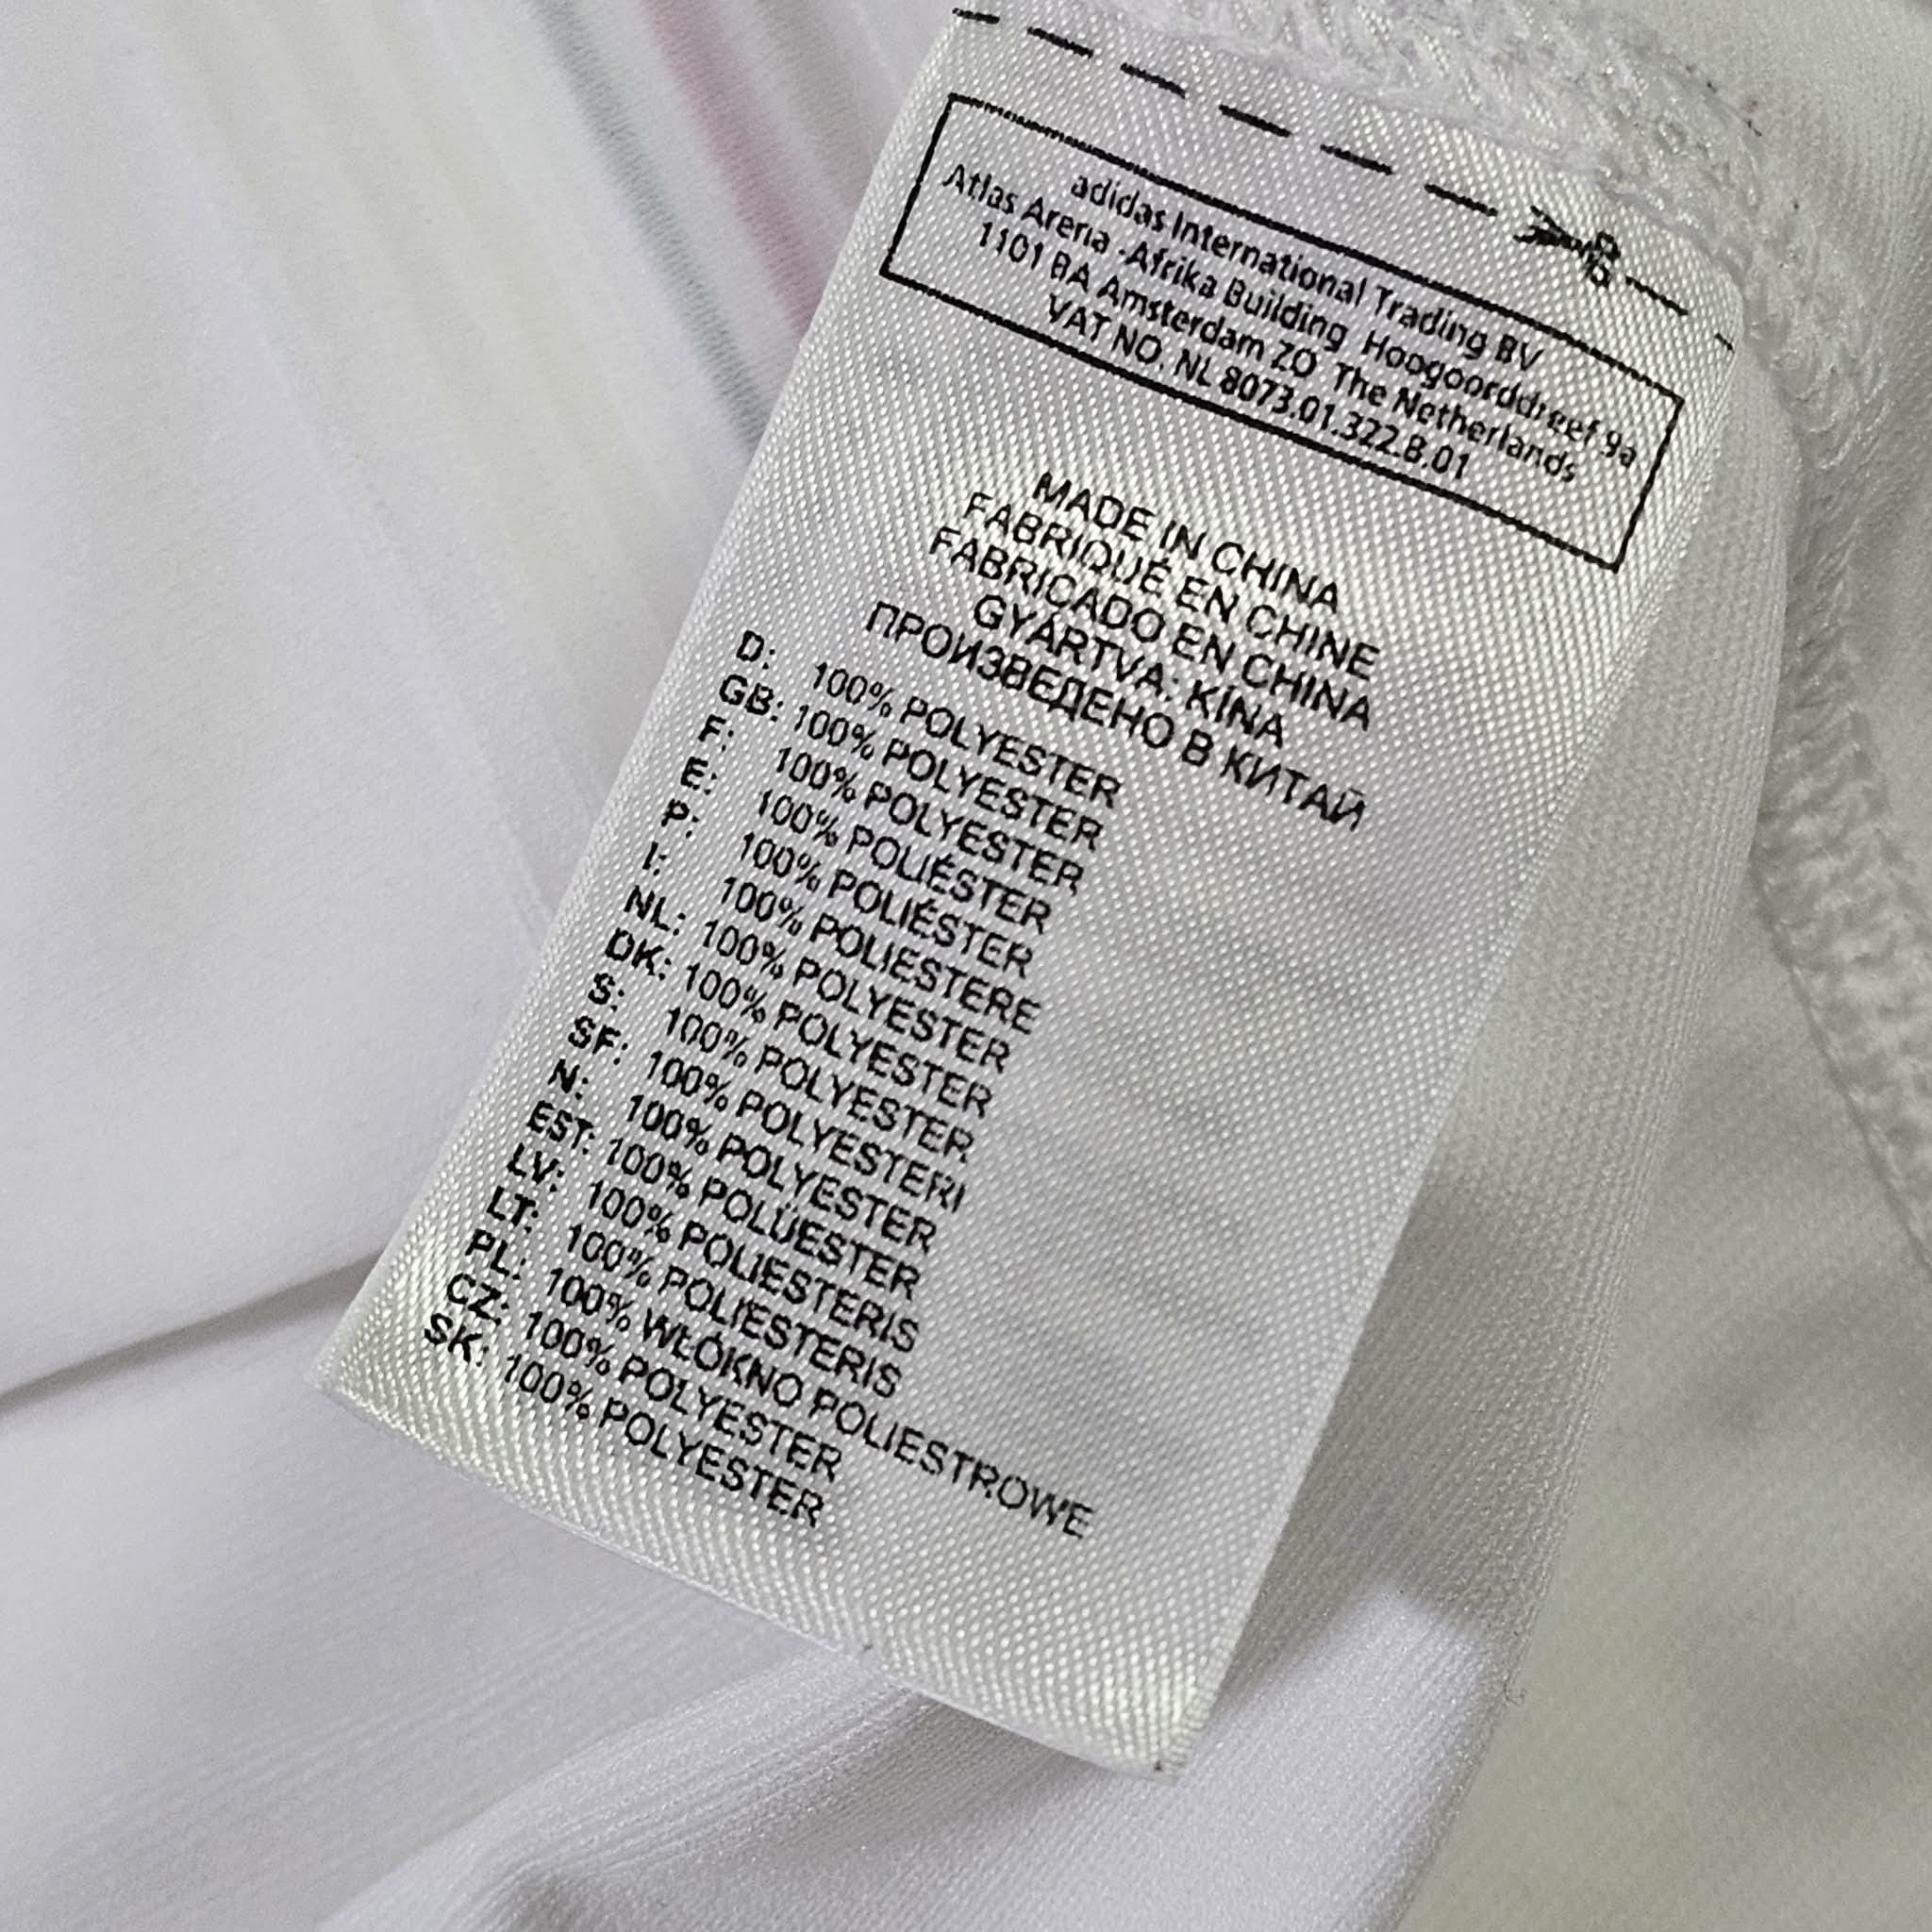 adidas International Trading BV
Atlas Arena -Afrika Building Hoogoorddreef 9a
1101 BA Amsterdam ZO The Netherlands
VAT NO. NL 8073.01.322.B.01
MADE IN CHINA
FABRIQUÉ EN CHINE
FABRICADO EN CHINA
GYÁRTVA: KÍNA
ПРОИЗВЕДЕНО В КИТАЙ
D: 100% POLYESTER
GB: 100% POLYESTER
F: 100% POLYESTER
E: 100% POLIÉSTER
P: 100% POLIÉSTER
I: 100% POLIESTERE
NL: 100% POLYESTER
DK: 100% POLYESTER
S: 100% POLYESTER
SF: 100% POLYESTERI
N: 100% POLYESTER
EST: 100% POLÜESTER
LV: 100% POLIESTERIS
LT: 100% POLIESTERIS
PL: 100% WŁÓKNO POLIESTROWE
CZ: 100% POLYESTER
SK: 100% POLYESTER